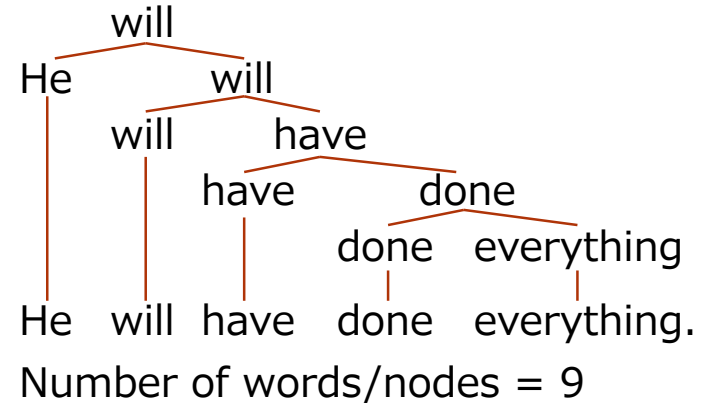 will
He will
will have
have done
done everything
He will have done everything.
Number of words/nodes = 9